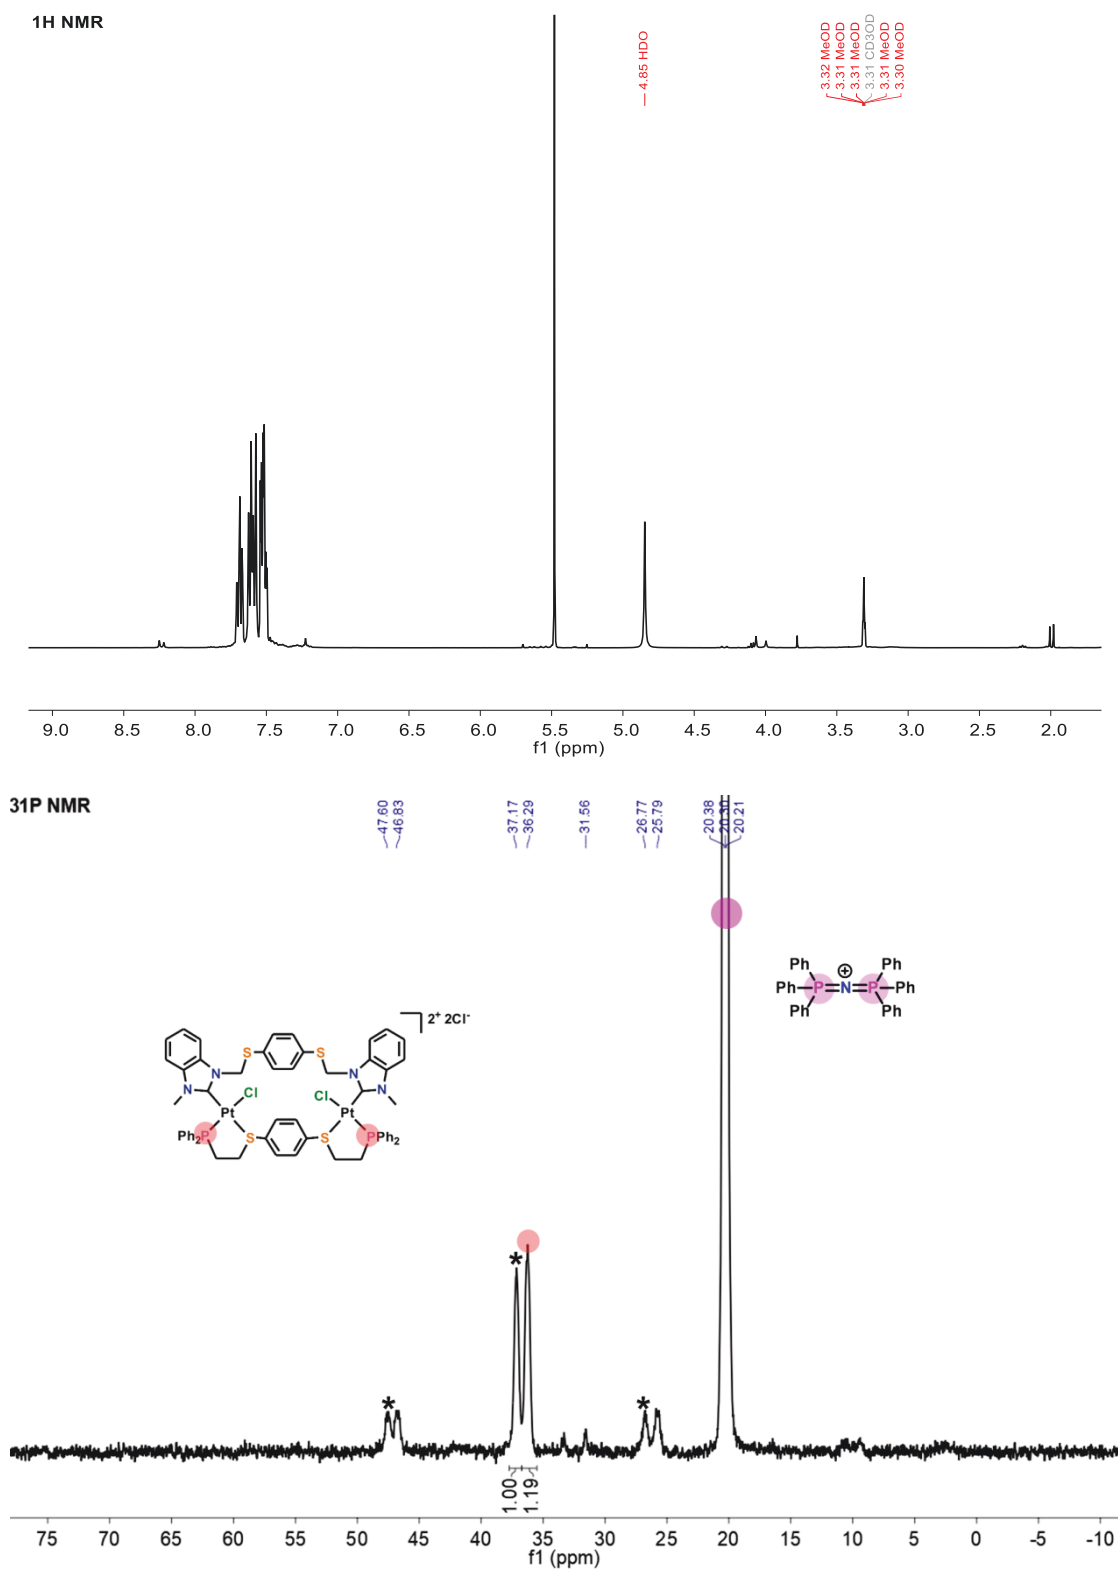 1H NMR
4.85 HDO
3.32 MeOD
3.31 MeOD
3.31 MeOD
3.31 CD3OD
3.31 MeOD
3.30 MeOD
9.0 8.5 8.0 7.5 7.0 6.5 6.0 5.5 5.0 4.5 4.0 3.5 3.0 2.5 2.0
f1 (ppm)
31P NMR
47.60
46.83
37.17
36.29
31.56
26.77
25.79
20.38
20.30
20.21
Ph Ph
Ph P N P Ph
Ph Ph
2+ 2Cl-
S S
N N
N Cl Cl N
Pt Pt
Ph2P S S PPh2
*
* *
1.00
1.19
75 70 65 60 55 50 45 40 35 30 25 20 15 10 5 0 -5 -10
f1 (ppm)